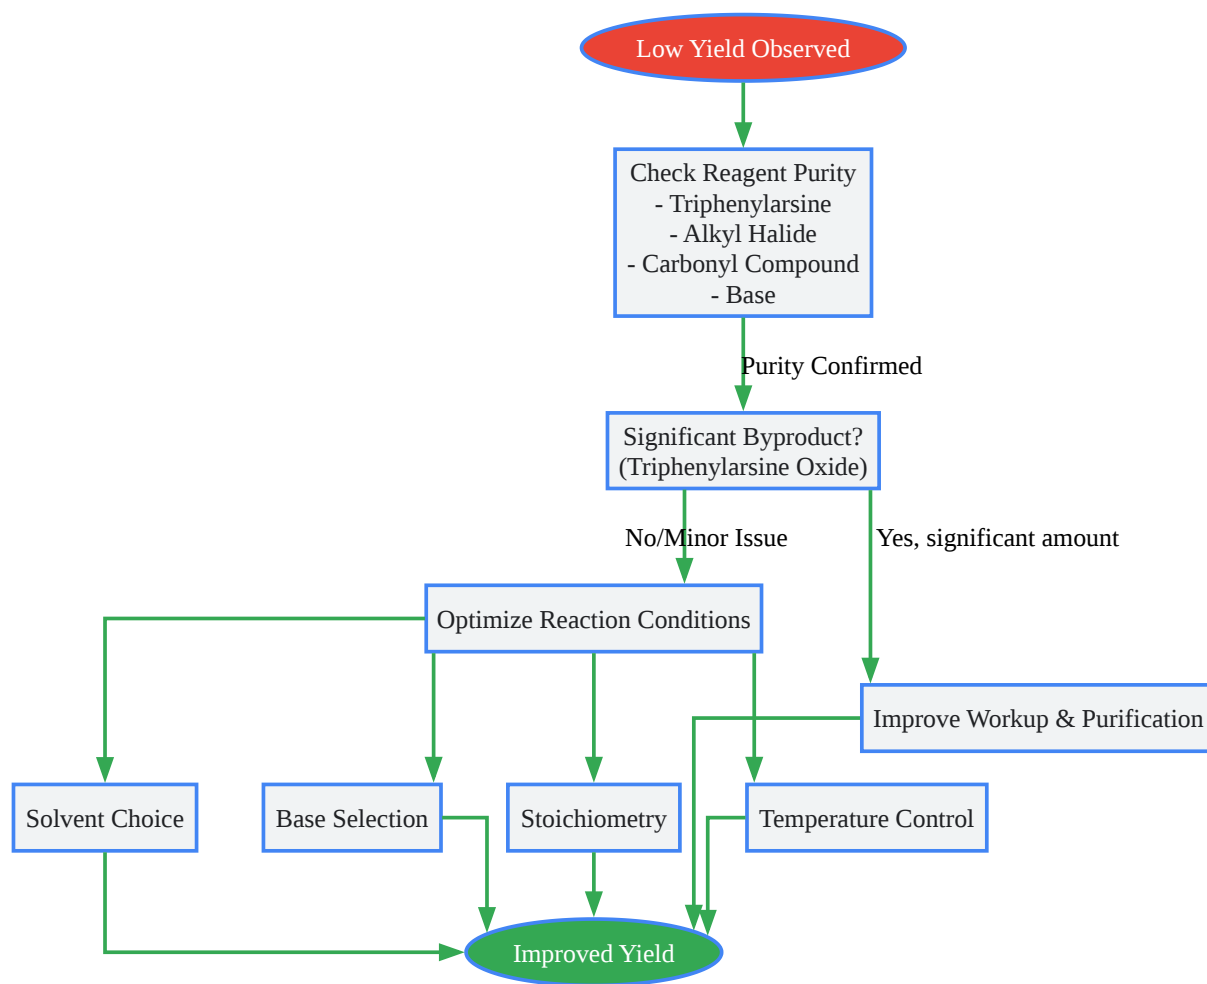 Low Yield Observed
Check Reagent Purity
- Triphenylarsine
- Alkyl Halide
- Carbonyl Compound
- Base
Purity Confirmed
Significant Byproduct?
(Triphenylarsine Oxide)
No/Minor Issue
Yes, significant amount
Optimize Reaction Conditions
Improve Workup & Purification
Solvent Choice
Base Selection
Stoichiometry
Temperature Control
Improved Yield